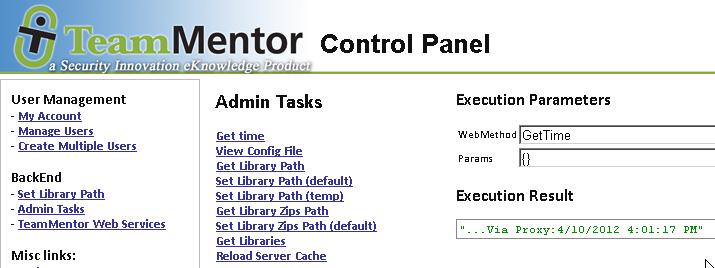 TeamMentor Control Panel
a Security Innovation eKnowledge Product
User Management
- My Account
- Manage Users
- Create Multiple Users
BackEnd
- Set Library Path
- Admin Tasks
- TeamMentor Web Services
Misc links:
Admin Tasks
Get time
View Config File
Get Library Path
Set Library Path (default)
Set Library Path (temp)
Get Library Zips Path
Set Library Zips Path (default)
Get Libraries
Reload Server Cache
Execution Parameters
WebMethod GetTime
Params {}
Execution Result
"...Via Proxy:4/10/2012 4:01:17 PM"